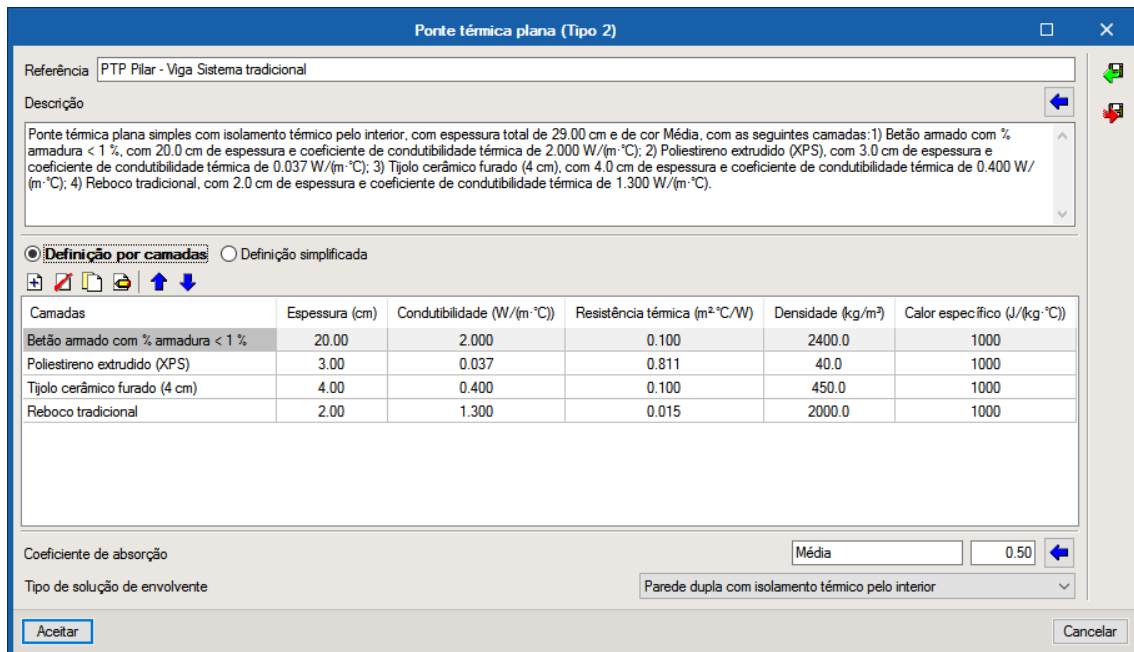 Ponte térmica plana (Tipo 2)
Referência PTP Pilar - Viga Sistema tradicional
Descrição
Ponte térmica plana simples com isolamento térmico pelo interior, com espessura total de 29.00 cm e de cor Média, com as seguintes camadas:1) Betão armado com %
armadura < 1 %, com 20.0 cm de espessura e coeficiente de condutibilidade térmica de 2.000 W/(m·°C); 2) Poliestireno extrudido (XPS), com 3.0 cm de espessura e
coeficiente de condutibilidade térmica de 0.037 W/(m·°C); 3) Tijolo cerâmico furado (4 cm), com 4.0 cm de espessura e coeficiente de condutibilidade térmica de 0.400 W/
(m·°C); 4) Reboco tradicional, com 2.0 cm de espessura e coeficiente de condutibilidade térmica de 1.300 W/(m·°C).
Definição por camadas Definição simplificada
Camadas Espessura (cm) Condutibilidade (W/(m·°C)) Resistência térmica (m²·°C/W) Densidade (kg/m³) Calor específico (J/(kg·°C))
Betão armado com % armadura < 1 % 20.00 2.000 0.100 2400.0 1000
Poliestireno extrudido (XPS) 3.00 0.037 0.811 40.0 1000
Tijolo cerâmico furado (4 cm) 4.00 0.400 0.100 450.0 1000
Reboco tradicional 2.00 1.300 0.015 2000.0 1000
Coeficiente de absorção Média 0.50
Tipo de solução de envolvente Parede dupla com isolamento térmico pelo interior
Aceitar Cancelar